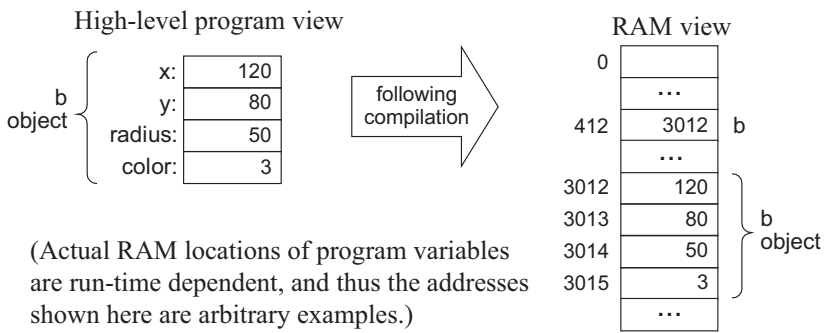 High-level program view
b
object
x: 120
y: 80
radius: 50
color: 3
following
compilation
RAM view
0
...
412 3012 b
...
3012 120
3013 80
3014 50
3015 3
...
b
object
(Actual RAM locations of program variables
are run-time dependent, and thus the addresses
shown here are arbitrary examples.)